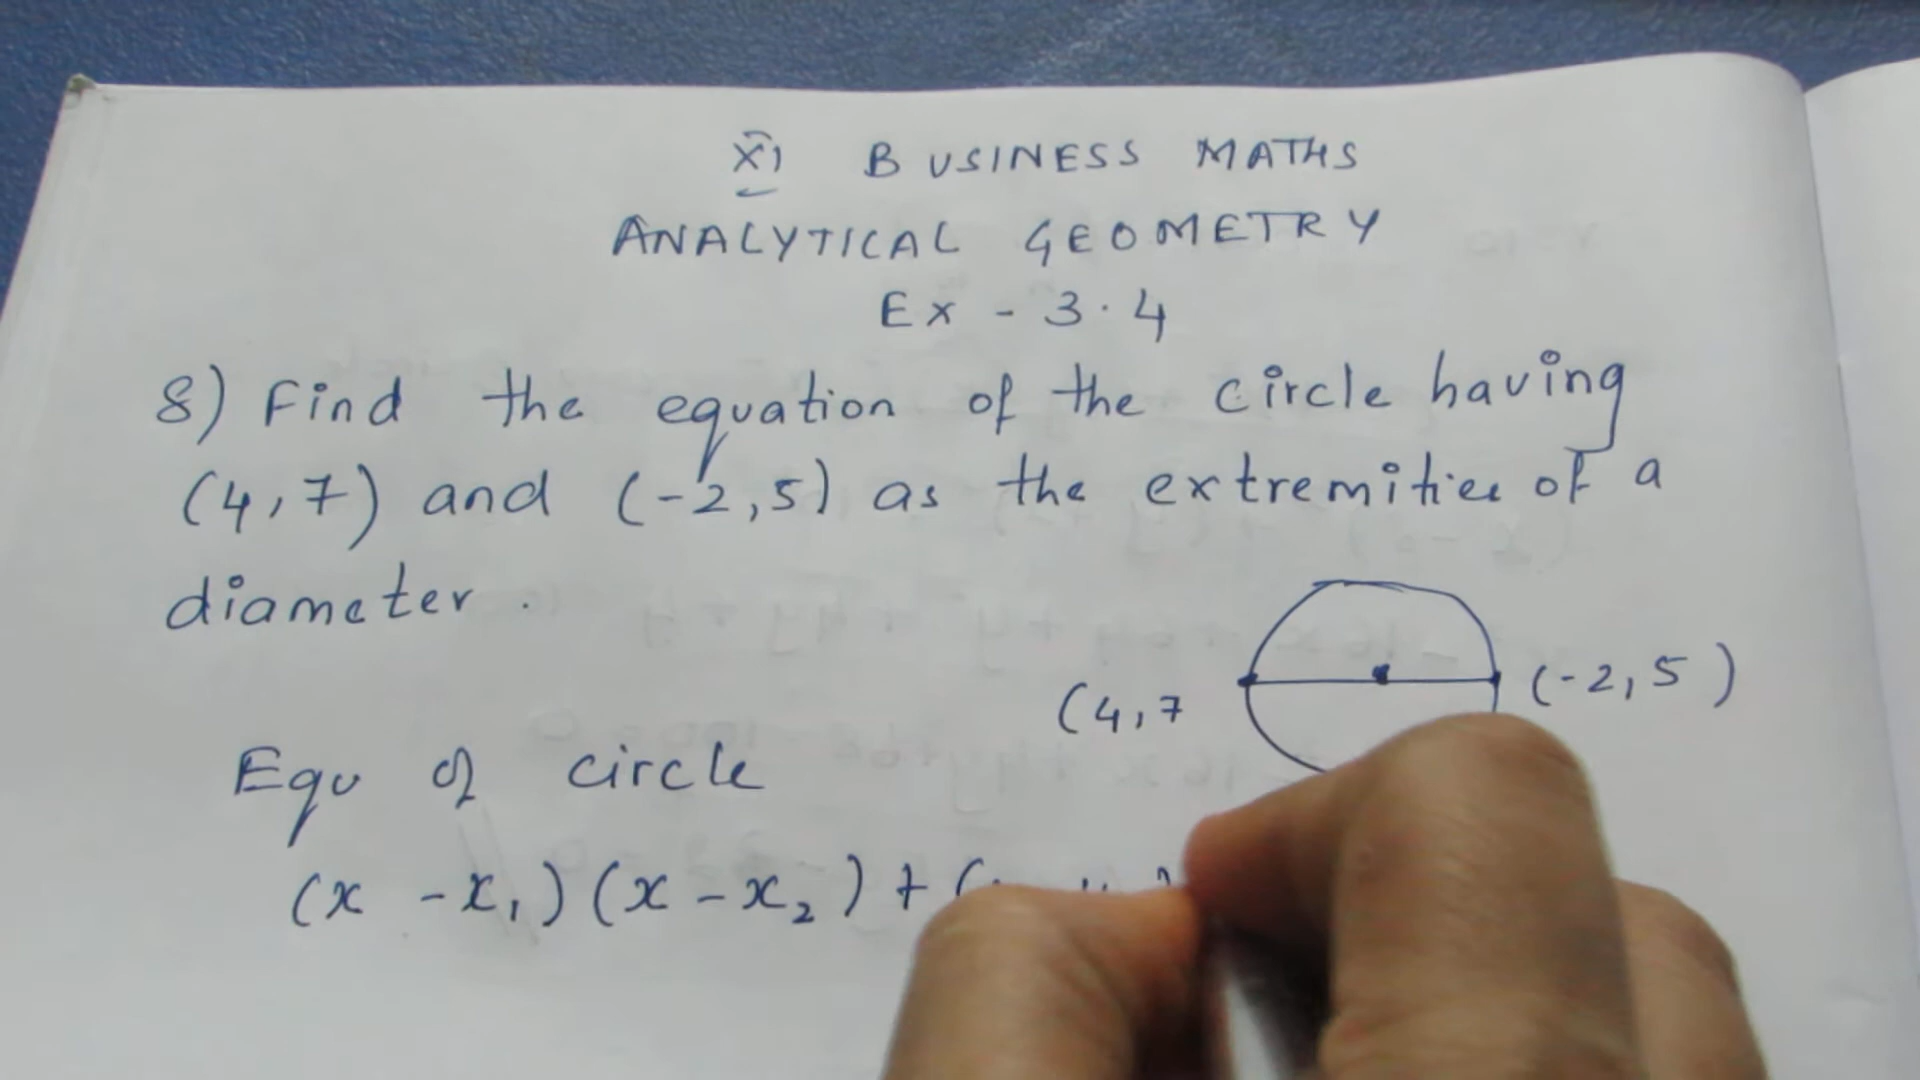 XI BUSINESS MATHS
ANALYTICAL GEOMETRY
Ex - 3.4
8) Find the equation of the circle having
(4,7) and (-2,5) as the extremities of a
diameter.
(4,7
(-2,5)
Equ of circle
(x - x₁)(x - x₂) + (